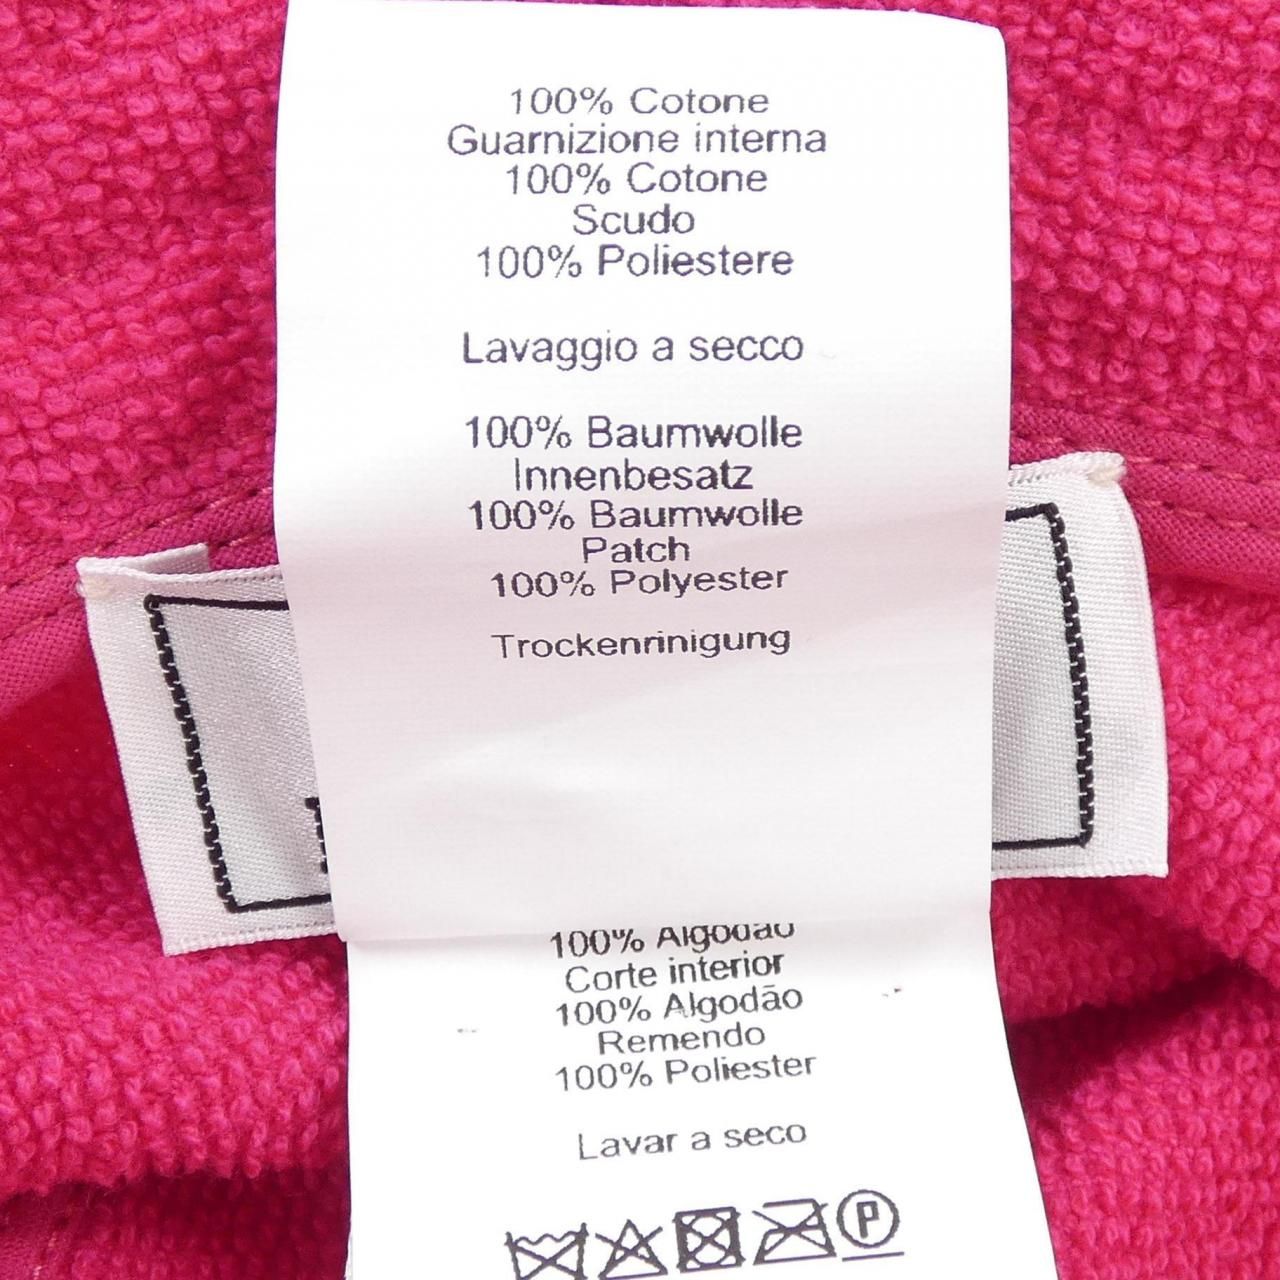 100% Cotone
Guarnizione interna
100% Cotone
Scudo
100% Poliestere
Lavaggio a secco
100% Baumwolle
Innenbesatz
100% Baumwolle
Patch
100% Polyester
Trockenrinigung
100% Algodão
Corte interior
100% Algodão
Remendo
100% Poliester
Lavar a seco
P